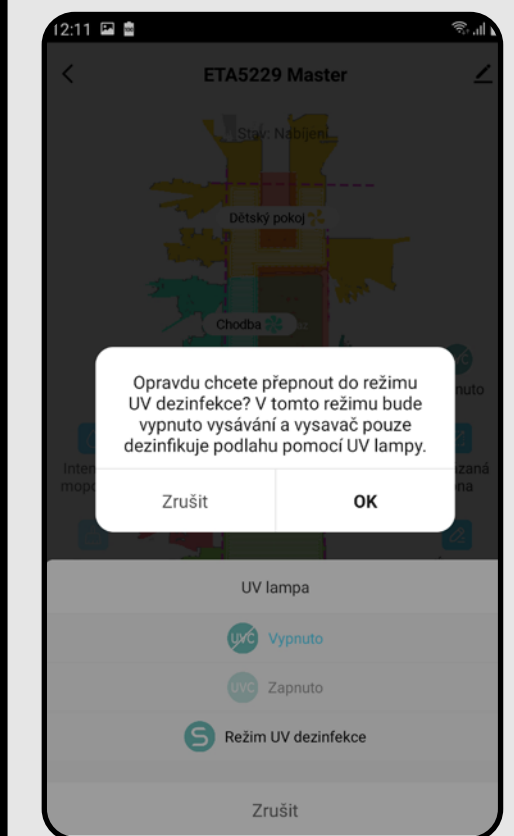 12:11
ETA5229 Master
Stav: Nabíjení
Dětský pokoj
Chodba
Opravdu chcete přepnout do režimu
UV dezinfekce? V tomto režimu bude
vypnuto vysávání a vysavač pouze
dezinfikuje podlahu pomocí UV lampy.
Zrušit
OK
UV lampa
UVC Vypnuto
UVC Zapnuto
S Režim UV dezinfekce
Zrušit